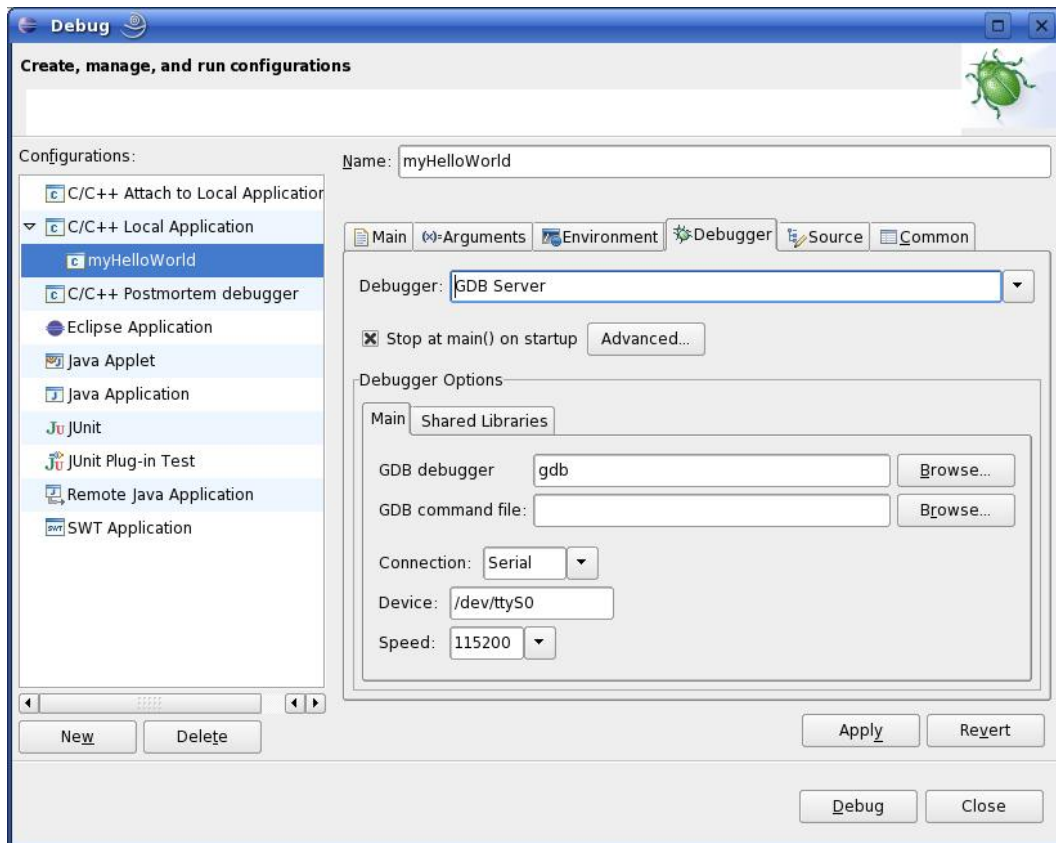 Debug
Create, manage, and run configurations
Configurations:
C/C++ Attach to Local Application
C/C++ Local Application
myHelloWorld
C/C++ Postmortem debugger
Eclipse Application
Java Applet
Java Application
JUnit
JUnit Plug-in Test
Remote Java Application
SWT Application
New Delete
Name: myHelloWorld
Main (x)=Arguments Environment Debugger Source Common
Debugger: GDB Server
Stop at main() on startup Advanced...
Debugger Options
Main Shared Libraries
GDB debugger gdb Browse...
GDB command file: Browse...
Connection: Serial
Device: /dev/ttyS0
Speed: 115200
Apply Revert
Debug Close